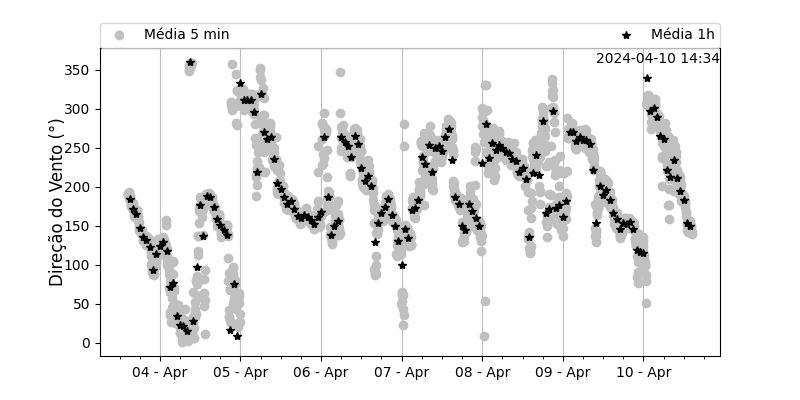 Média 5 min
Média 1h
2024-04-10 14:34
Direção do Vento (°)
350
300
250
200
150
100
50
0
04 - Apr
05 - Apr
06 - Apr
07 - Apr
08 - Apr
09 - Apr
10 - Apr